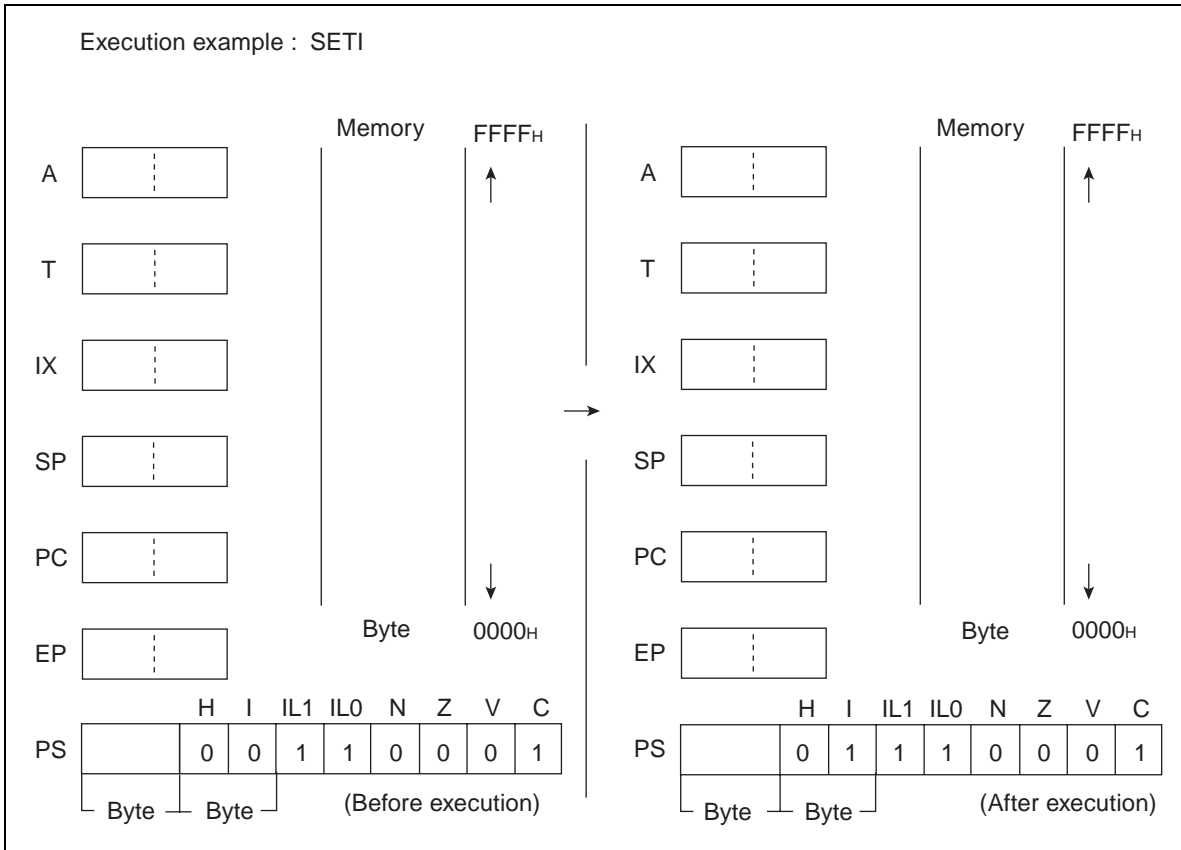 Execution example : SETI
Memory FFFFH
A
T
IX
SP
PC
Byte 0000H
EP
H I IL1 IL0 N Z V C
PS 0 0 1 1 0 0 0 1
Byte Byte (Before execution)
Memory FFFFH
A
T
IX
SP
PC
Byte 0000H
EP
H I IL1 IL0 N Z V C
PS 0 1 1 1 0 0 0 1
Byte Byte (After execution)